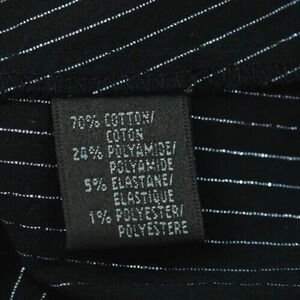 70% COTTON/
COTON
24% POLYAMIDE/
POLYAMIDE
5% ELASTANE/
ELASTIQUE
1% POLYESTER/
POLYESTERE